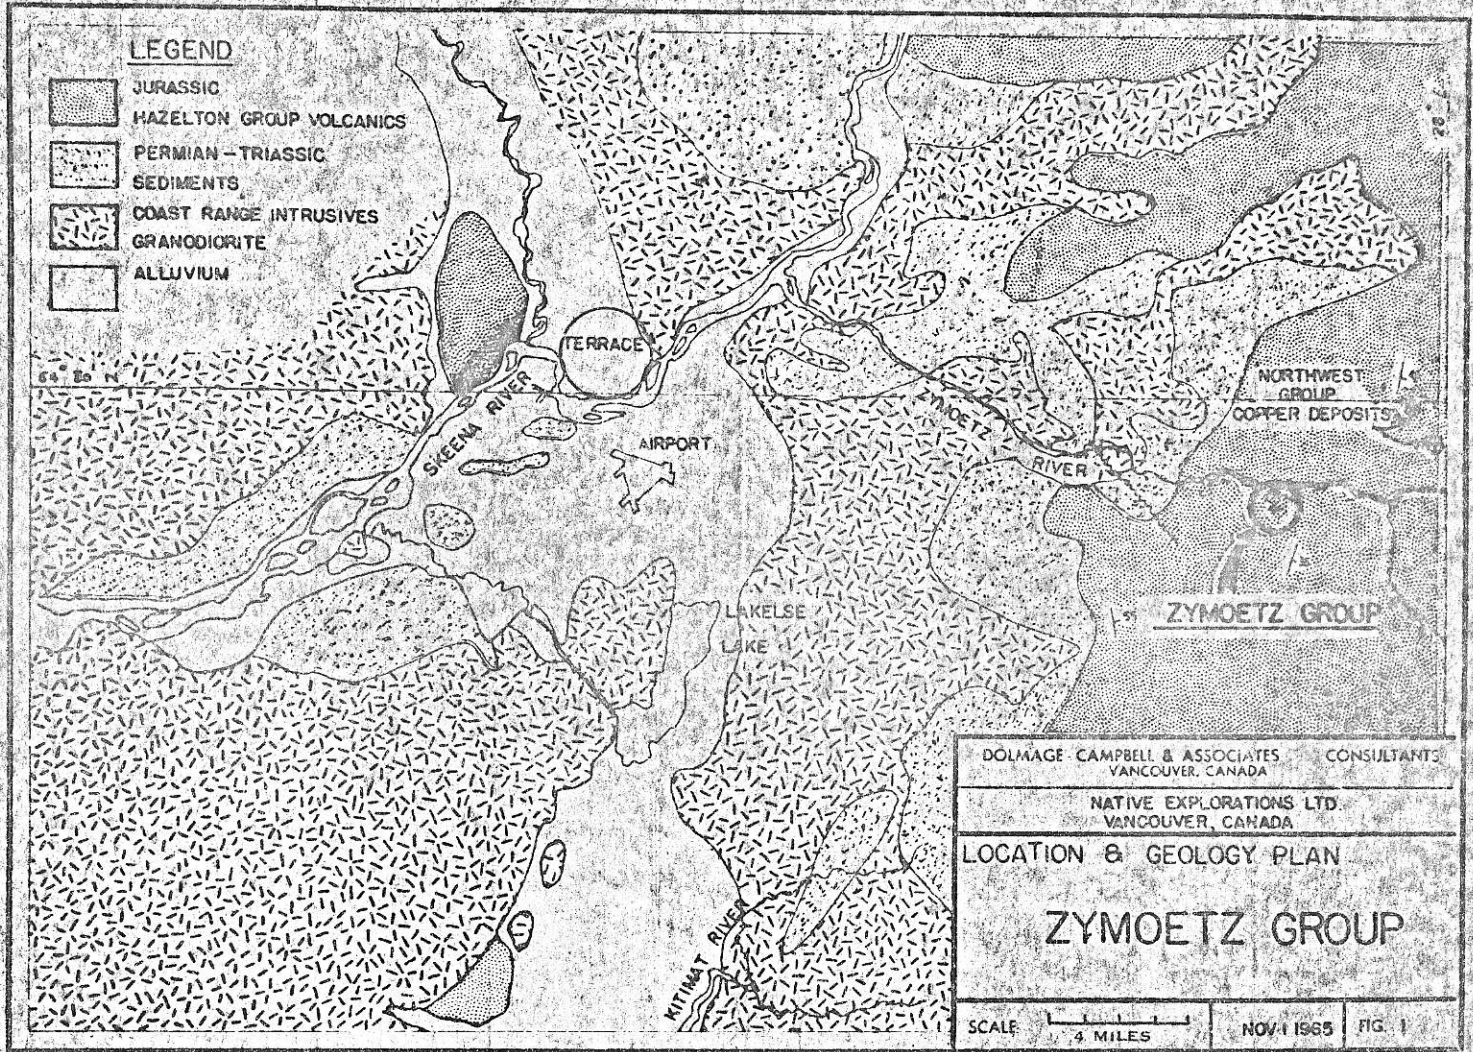 LEGEND
JURASSIC
HAZELTON GROUP VOLCANICS
PERMIAN-TRIASSIC
SEDIMENTS
COAST RANGE INTRUSIVES
GRANODIORITE
ALLUVIUM
TERRACE
SKEENA RIVER
AIRPORT
ZYMOETZ
RIVER
NORTHWEST
GROUP
COPPER DEPOSITS
LAKELSE
LAKE
ZYMOETZ GROUP
KITIMAT RIVER
DOLMAGE CAMPBELL & ASSOCIATES CONSULTANTS
VANCOUVER, CANADA
NATIVE EXPLORATIONS LTD.
VANCOUVER, CANADA
LOCATION & GEOLOGY PLAN
ZYMOETZ GROUP
SCALE
4 MILES
NOV. 1 1965
FIG. 1